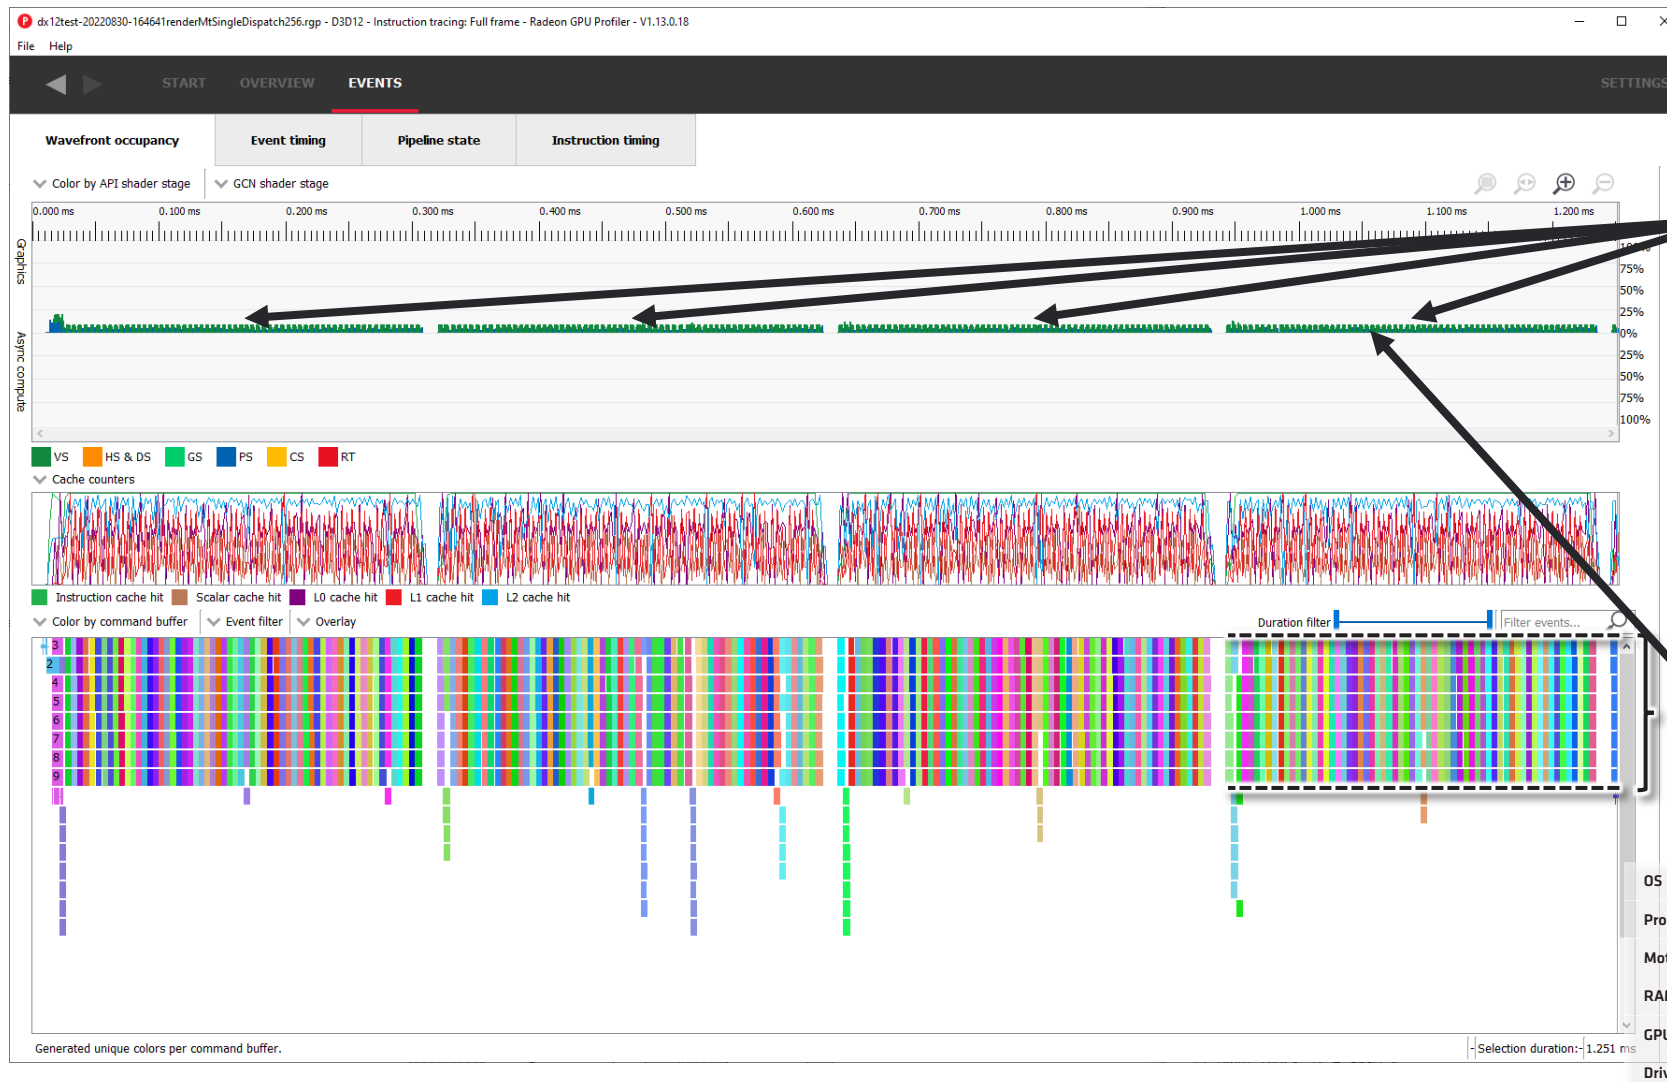 dx12test-20220830-164641renderMtSingleDispatch256.rgp - D3D12 - Instruction tracing: Full frame - Radeon GPU Profiler - V1.13.0.18
File Help
START OVERVIEW EVENTS SETTINGS
Wavefront occupancy Event timing Pipeline state Instruction timing
Color by API shader stage GCN shader stage
0.000 ms 0.100 ms 0.200 ms 0.300 ms 0.400 ms 0.500 ms 0.600 ms 0.700 ms 0.800 ms 0.900 ms 1.000 ms 1.100 ms 1.200 ms
Graphics
100%
75%
50%
25%
0%
Async compute
25%
50%
75%
100%
VS HS & DS GS PS CS RT
Cache counters
Instruction cache hit Scalar cache hit L0 cache hit L1 cache hit L2 cache hit
Color by command buffer Event filter Overlay Duration filter Filter events...
3
2
4
5
6
7
8
9
OS
Pro
Mot
RAM
GPU
Driv
Generated unique colors per command buffer. Selection duration: 1.251 ms